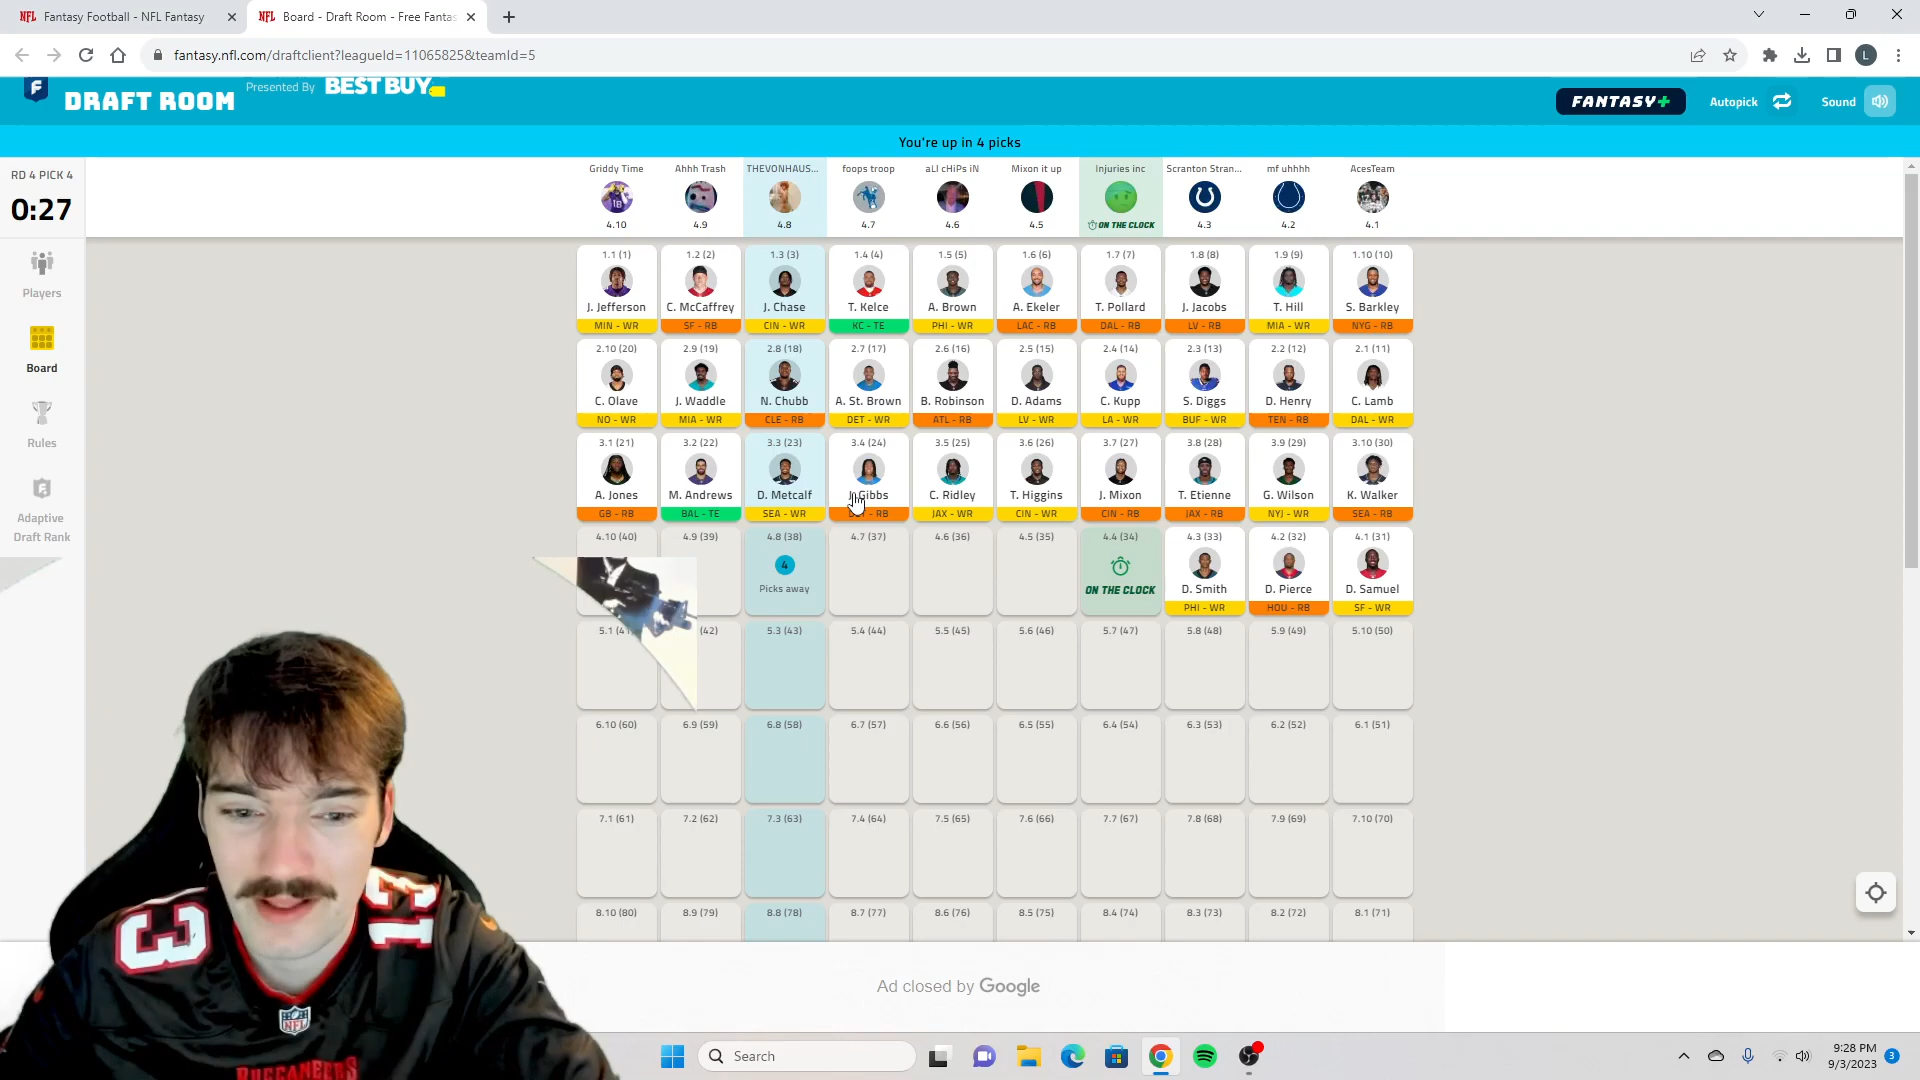 Fantasy Football - NFL Fantasy
Board - Draft Room - Free Fantas
fantasy.nfl.com/draftclient?leagueId=11065825&teamId=5
L
DRAFT ROOM
Presented By
BEST BUY
FANTASY+
Autopick
Sound
You're up in 4 picks
RD 4 PICK 4
0:27
Players
Board
Rules
Adaptive
Draft Rank
Griddy Time Ahhh Trash THEVONHAUS... foops troop aLl cHiPs iN Mixon it up Injuries inc Scranton Stran... mf uhhhh AcesTeam
4.10 4.9 4.8 4.7 4.6 4.5 ON THE CLOCK 4.3 4.2 4.1
1.1 (1) 1.2 (2) 1.3 (3) 1.4 (4) 1.5 (5) 1.6 (6) 1.7 (7) 1.8 (8) 1.9 (9) 1.10 (10)
J. Jefferson C. McCaffrey J. Chase T. Kelce A. Brown A. Ekeler T. Pollard J. Jacobs T. Hill S. Barkley
MIN - WR SF - RB CIN - WR KC - TE PHI - WR LAC - RB DAL - RB LV - RB MIA - WR NYG - RB
2.10 (20) 2.9 (19) 2.8 (18) 2.7 (17) 2.6 (16) 2.5 (15) 2.4 (14) 2.3 (13) 2.2 (12) 2.1 (11)
C. Olave J. Waddle N. Chubb A. St. Brown B. Robinson D. Adams C. Kupp S. Diggs D. Henry C. Lamb
NO - WR MIA - WR CLE - RB DET - WR ATL - RB LV - WR LA - WR BUF - WR TEN - RB DAL - WR
3.1 (21) 3.2 (22) 3.3 (23) 3.4 (24) 3.5 (25) 3.6 (26) 3.7 (27) 3.8 (28) 3.9 (29) 3.10 (30)
A. Jones M. Andrews D. Metcalf J. Gibbs C. Ridley T. Higgins J. Mixon T. Etienne G. Wilson K. Walker
GB - RB BAL - TE SEA - WR DET - RB JAX - WR CIN - WR CIN - RB JAX - RB NYJ - WR SEA - RB
4.10 (40) 4.9 (39) 4.8 (38) 4.7 (37) 4.6 (36) 4.5 (35) 4.4 (34) 4.3 (33) 4.2 (32) 4.1 (31)
4
Picks away ON THE CLOCK D. Smith D. Pierce D. Samuel
PHI - WR HOU - RB SF - WR
5.1 (4 (42) 5.3 (43) 5.4 (44) 5.5 (45) 5.6 (46) 5.7 (47) 5.8 (48) 5.9 (49) 5.10 (50)
6.10 (60) 6.9 (59) 6.8 (58) 6.7 (57) 6.6 (56) 6.5 (55) 6.4 (54) 6.3 (53) 6.2 (52) 6.1 (51)
7.1 (61) 7.2 (62) 7.3 (63) 7.4 (64) 7.5 (65) 7.6 (66) 7.7 (67) 7.8 (68) 7.9 (69) 7.10 (70)
8.10 (80) 8.9 (79) 8.8 (78) 8.7 (77) 8.6 (76) 8.5 (75) 8.4 (74) 8.3 (73) 8.2 (72) 8.1 (71)
Ad closed by Google
13
NFL
BUCCANEERS
Search
9:28 PM
9/3/2023
3